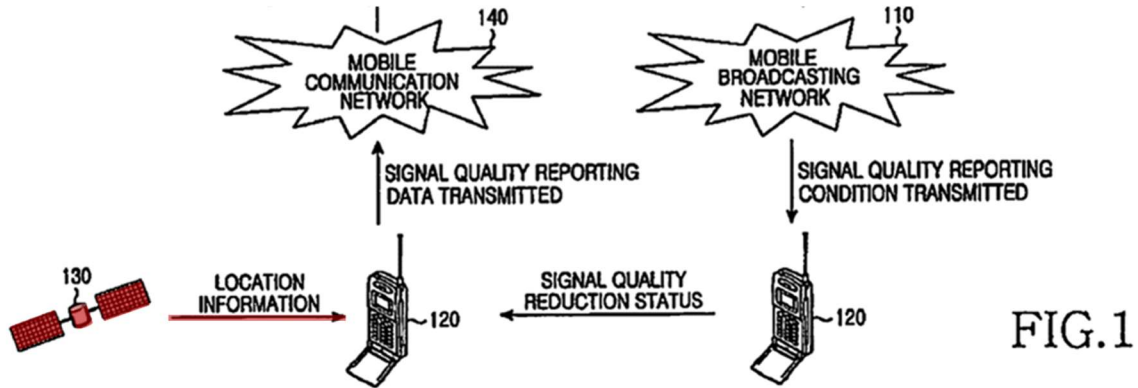 140
MOBILE
COMMUNICATION
NETWORK
110
MOBILE
BROADCASTING
NETWORK
SIGNAL QUALITY REPORTING
DATA TRANSMITTED
SIGNAL QUALITY REPORTING
CONDITION TRANSMITTED
130
LOCATION
INFORMATION
120
SIGNAL QUALITY
REDUCTION STATUS
120
FIG.1